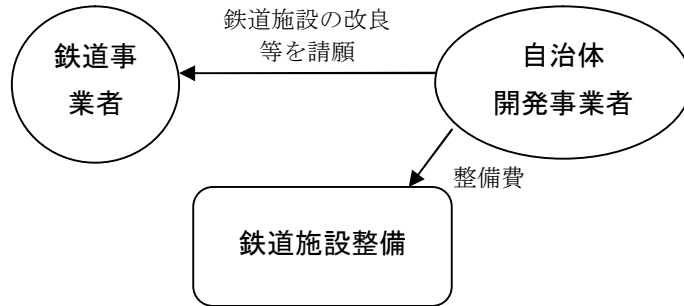 鉄道施設の改良
等を請願
鉄道事
業者
自治体
開発事業者
整備費
鉄道施設整備